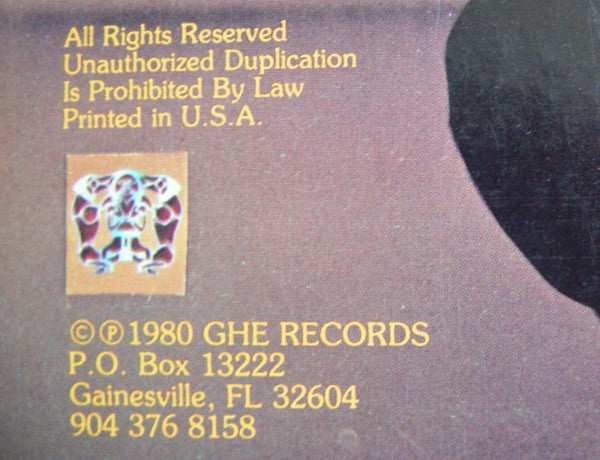 All Rights Reserved
Unauthorized Duplication
Is Prohibited By Law
Printed in U.S.A.
©℗1980 GHE RECORDS
P.O. Box 13222
Gainesville, FL 32604
904 376 8158